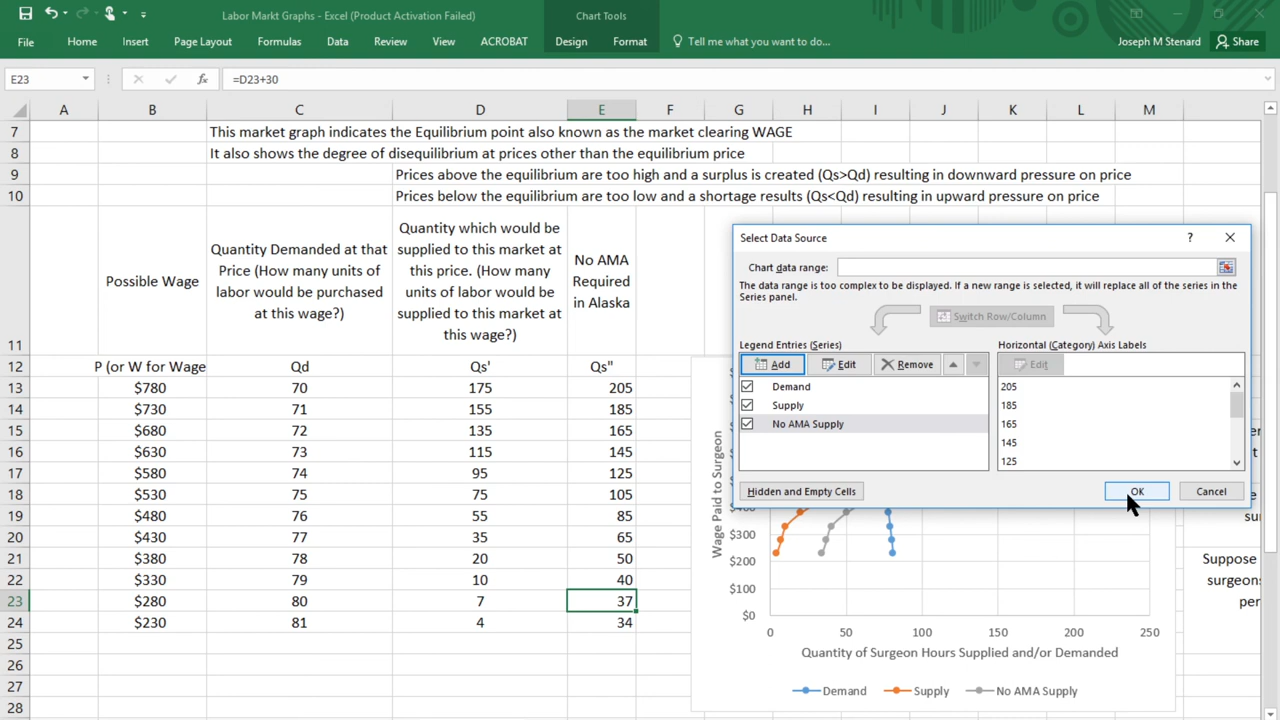 Labor Markt Graphs - Excel (Product Activation Failed)
Chart Tools
File Home Insert Page Layout Formulas Data Review View ACROBAT Design Format Tell me what you want to do... Joseph M Stenard Share
E23 fx =D23+30
A B C D E F G H I J K L M
7 This market graph indicates the Equilibrium point also known as the market clearing WAGE
8 It also shows the degree of disequilibrium at prices other than the equilibrium price
9 Prices above the equilibrium are too high and a surplus is created (Qs>Qd) resulting in downward pressure on price
10 Prices below the equilibrium are too low and a shortage results (Qs<Qd) resulting in upward pressure on price
11
Possible Wage
Quantity Demanded at that
Price (How many units of
labor would be purchased
at this wage?)
Quantity which would be
supplied to this market at
this price. (How many
units of labor would be
supplied to this market at
this wage?)
No AMA
Required
in Alaska
12 P (or W for Wage Qd Qs' Qs"
13 $780 70 175 205
14 $730 71 155 185
15 $680 72 135 165
16 $630 73 115 145
17 $580 74 95 125
18 $530 75 75 105
19 $480 76 55 85
20 $430 77 35 65
21 $380 78 20 50
22 $330 79 10 40
23 $280 80 7 37
24 $230 81 4 34
25
26
27
28
Select Data Source ?
Chart data range:
The data range is too complex to be displayed. If a new range is selected, it will replace all of the series in the
Series panel.
Switch Row/Column
Legend Entries (Series)
Add Edit Remove
Demand
Supply
No AMA Supply
Horizontal (Category) Axis Labels
Edit
205
185
165
145
125
Hidden and Empty Cells OK Cancel
Wage Paid to Surgeon
$300
$200
$100
$0
0 50 100 150 200 250
Quantity of Surgeon Hours Supplied and/or Demanded
Demand Supply No AMA Supply
Suppose
surgeons
per